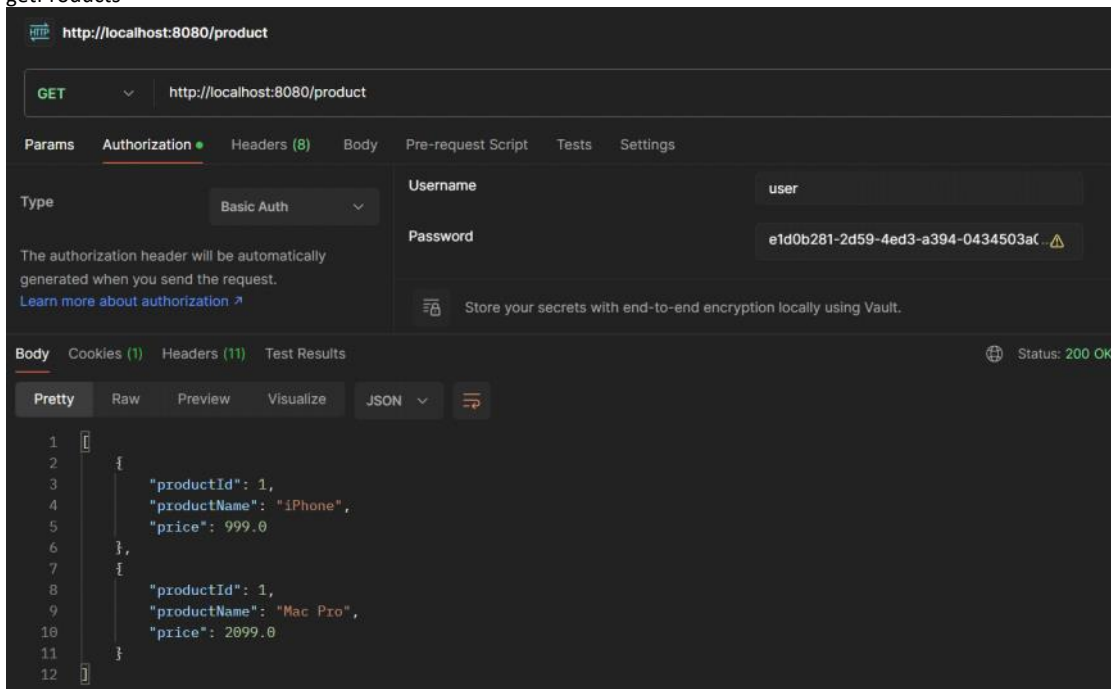 getProducts
HTTP http://localhost:8080/product
GET http://localhost:8080/product
Params Authorization Headers (8) Body Pre-request Script Tests Settings
Type Basic Auth
The authorization header will be automatically
generated when you send the request.
Learn more about authorization ↗
Username user
Password e1d0b281-2d59-4ed3-a394-0434503a(...
Store your secrets with end-to-end encryption locally using Vault.
Body Cookies (1) Headers (11) Test Results Status: 200 OK
Pretty Raw Preview Visualize JSON
1 [
2 {
3 "productId": 1,
4 "productName": "iPhone",
5 "price": 999.0
6 },
7 {
8 "productId": 1,
9 "productName": "Mac Pro",
10 "price": 2099.0
11 }
12 ]